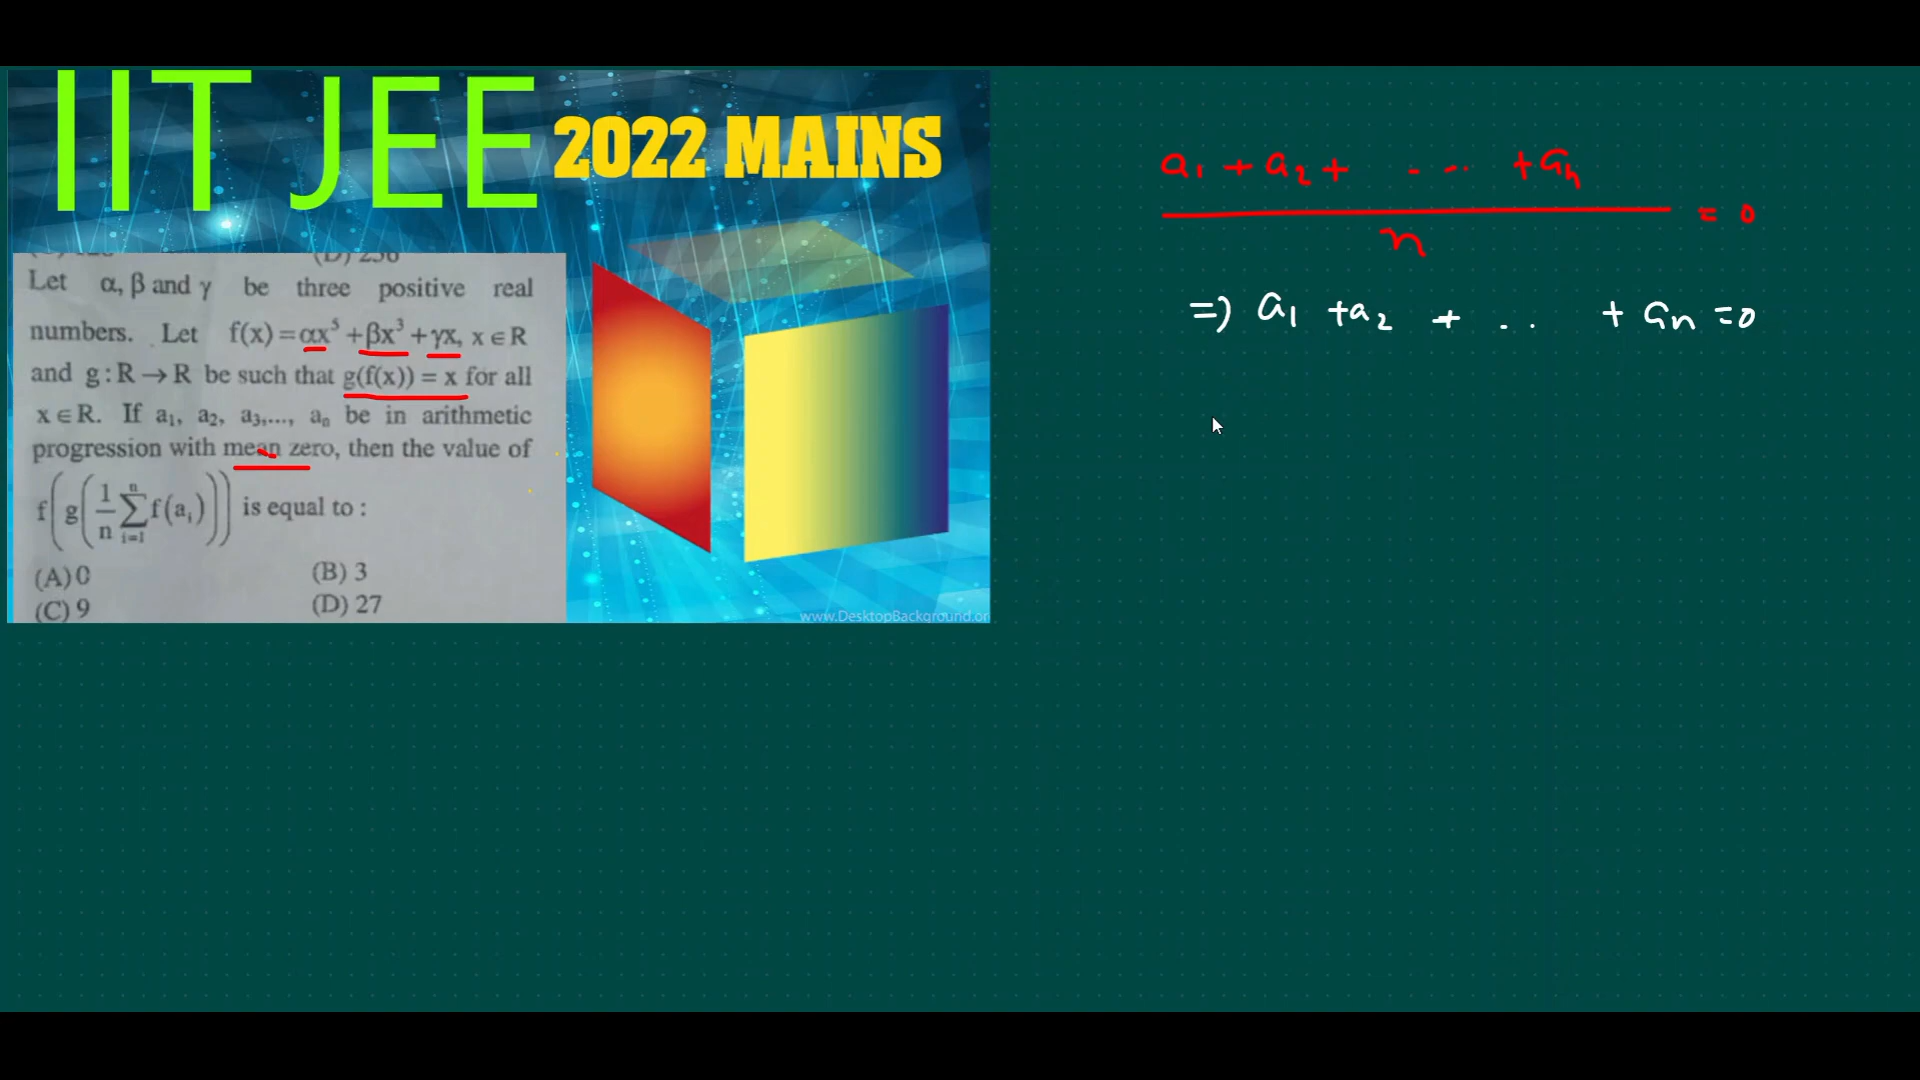 IIT JEE 2022 MAINS
(D) 256
Let α, β and γ be three positive real
numbers. Let f(x) = αx⁵ + βx³ + γx, x ∈ R
and g : R → R be such that g(f(x)) = x for all
x ∈ R. If a₁, a₂, a₃,..., aₙ be in arithmetic
progression with mean zero, then the value of
f(g(1/n ∑ᵢ₌₁ⁿ f(aᵢ))) is equal to :
(A) 0 (B) 3
(C) 9 (D) 27
www.DesktopBackground.or
a₁ + a₂ + ..... + aₙ
n
= 0
=) a₁ + a₂ + ... + aₙ = 0